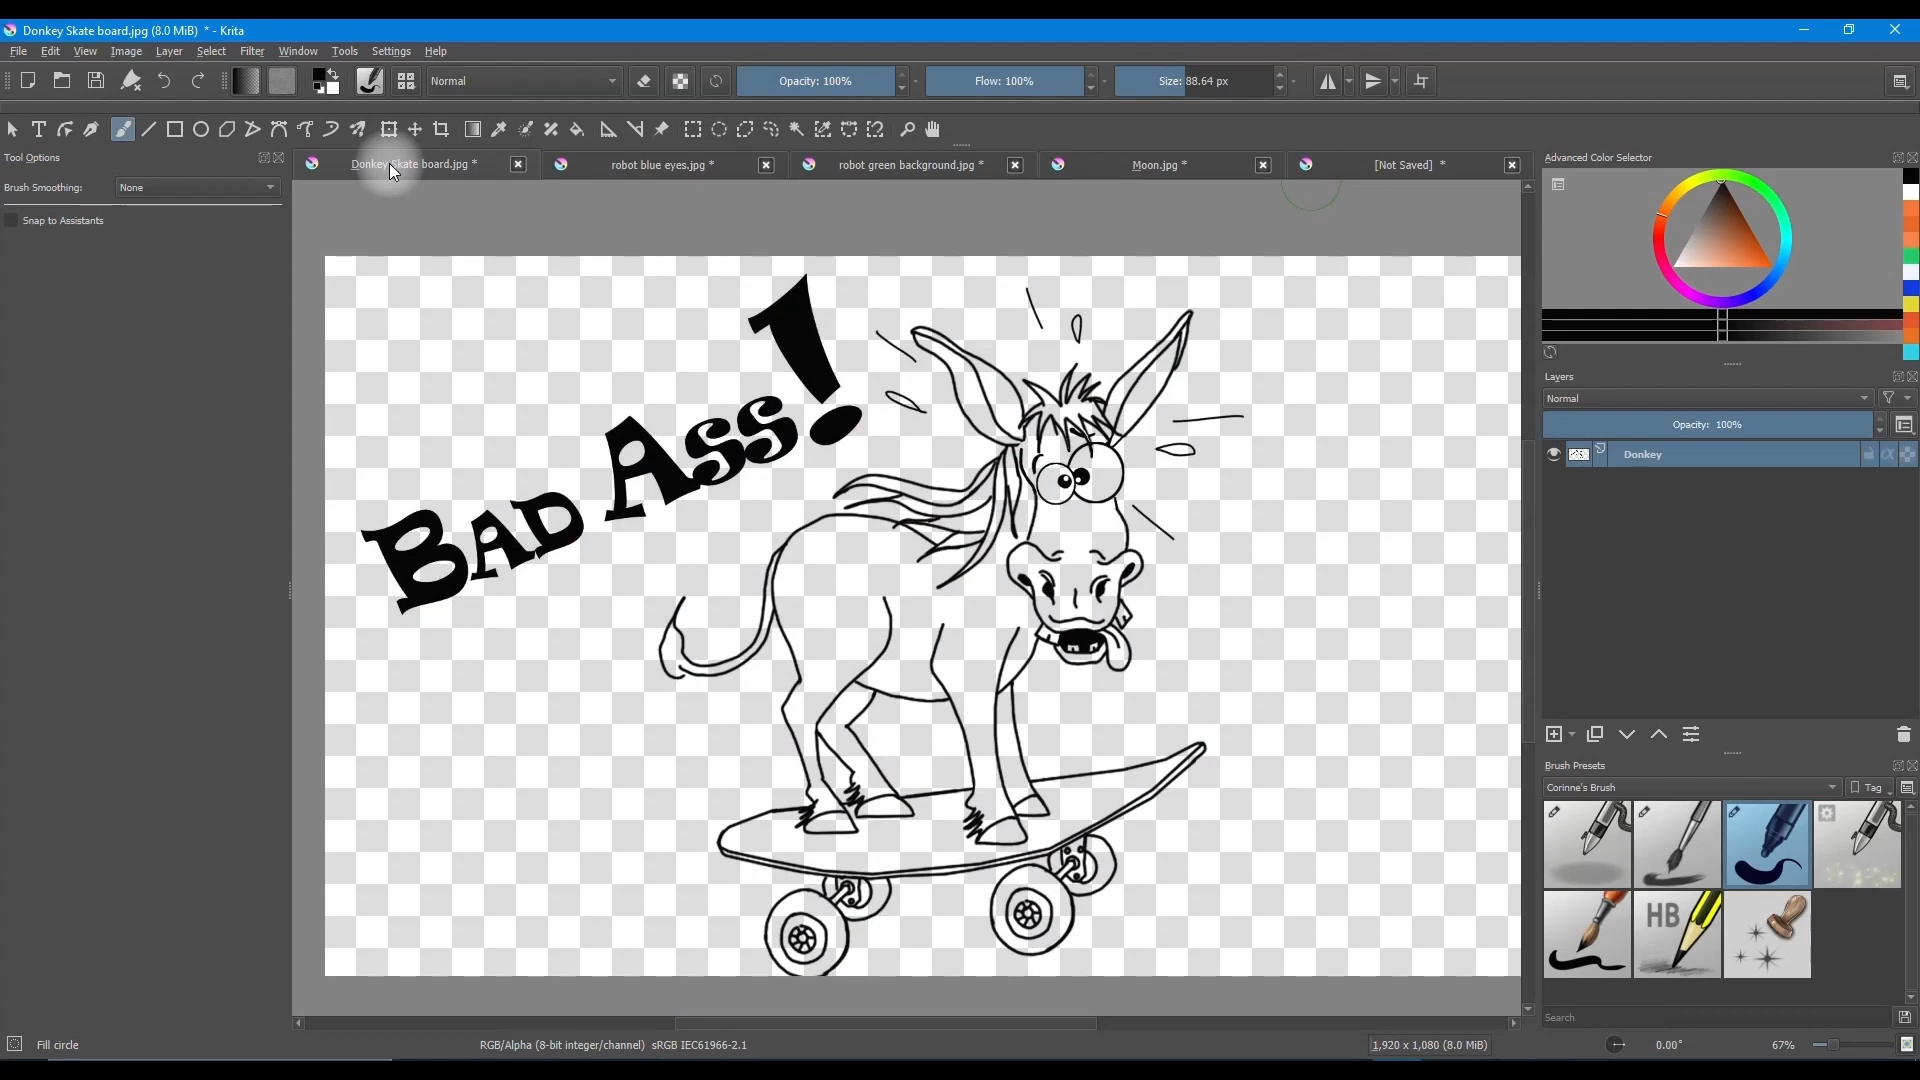 Donkey Skate board.jpg (8.0 MiB) * - Krita
File Edit View Image Layer Select Filter Window Tools Settings Help
Normal Opacity: 100% Flow: 100% Size: 88.64 px
Tool Options
Donkey Skate board.jpg * robot blue eyes.jpg * robot green background.jpg * Moon.jpg * [Not Saved] *
Advanced Color Selector
Brush Smoothing: None
Snap to Assistants
BAD ASS!
Layers
Normal
Opacity: 100%
Donkey
Brush Presets
Corinne's Brush Tag
HB
Search
Fill circle RGB/Alpha (8-bit integer/channel) sRGB IEC61966-2.1 1,920 x 1,080 (8.0 MiB) 0.00° 67%